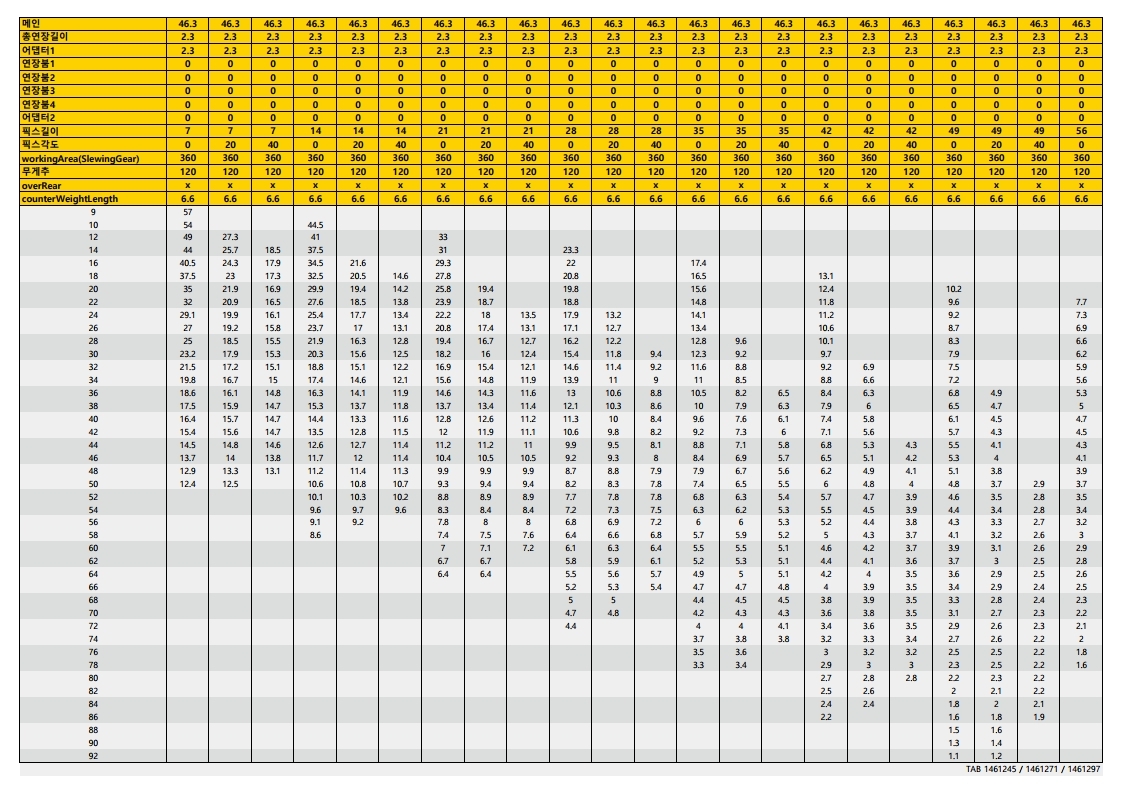 메인 46.3 46.3 46.3 46.3 46.3 46.3 46.3 46.3 46.3 46.3 46.3 46.3 46.3 46.3 46.3 46.3 46.3 46.3 46.3 46.3 46.3 46.3
총연장길이 2.3 2.3 2.3 2.3 2.3 2.3 2.3 2.3 2.3 2.3 2.3 2.3 2.3 2.3 2.3 2.3 2.3 2.3 2.3 2.3 2.3 2.3
어댑터1 2.3 2.3 2.3 2.3 2.3 2.3 2.3 2.3 2.3 2.3 2.3 2.3 2.3 2.3 2.3 2.3 2.3 2.3 2.3 2.3 2.3 2.3
연장붐1 0 0 0 0 0 0 0 0 0 0 0 0 0 0 0 0 0 0 0 0 0 0
연장붐2 0 0 0 0 0 0 0 0 0 0 0 0 0 0 0 0 0 0 0 0 0 0
연장붐3 0 0 0 0 0 0 0 0 0 0 0 0 0 0 0 0 0 0 0 0 0 0
연장붐4 0 0 0 0 0 0 0 0 0 0 0 0 0 0 0 0 0 0 0 0 0 0
어댑터2 0 0 0 0 0 0 0 0 0 0 0 0 0 0 0 0 0 0 0 0 0 0
픽스길이 7 7 7 14 14 14 21 21 21 28 28 28 35 35 35 42 42 42 49 49 49 56
픽스각도 0 20 40 0 20 40 0 20 40 0 20 40 0 20 40 0 20 40 0 20 40 0
workingArea(SlewingGear) 360 360 360 360 360 360 360 360 360 360 360 360 360 360 360 360 360 360 360 360 360 360
무게추 120 120 120 120 120 120 120 120 120 120 120 120 120 120 120 120 120 120 120 120 120 120
overRear x x x x x x x x x x x x x x x x x x x x x x
counterWeightLength 6.6 6.6 6.6 6.6 6.6 6.6 6.6 6.6 6.6 6.6 6.6 6.6 6.6 6.6 6.6 6.6 6.6 6.6 6.6 6.6 6.6 6.6
9 57
10 54 44.5
12 49 27.3 41 33
14 44 25.7 18.5 37.5 31 23.3
16 40.5 24.3 17.9 34.5 21.6 29.3 22 17.4
18 37.5 23 17.3 32.5 20.5 14.6 27.8 20.8 16.5 13.1
20 35 21.9 16.9 29.9 19.4 14.2 25.8 19.4 19.8 15.6 12.4 10.2
22 32 20.9 16.5 27.6 18.5 13.8 23.9 18.7 18.8 14.8 11.8 9.6 7.7
24 29.1 19.9 16.1 25.4 17.7 13.4 22.2 18 13.5 17.9 13.2 14.1 11.2 9.2 7.3
26 27 19.2 15.8 23.7 17 13.1 20.8 17.4 13.1 17.1 12.7 13.4 10.6 8.7 6.9
28 25 18.5 15.5 21.9 16.3 12.8 19.4 16.7 12.7 16.2 12.2 12.8 9.6 10.1 8.3 6.6
30 23.2 17.9 15.3 20.3 15.6 12.5 18.2 16 12.4 15.4 11.8 9.4 12.3 9.2 9.7 7.9 6.2
32 21.5 17.2 15.1 18.8 15.1 12.2 16.9 15.4 12.1 14.6 11.4 9.2 11.6 8.8 9.2 6.9 7.5 5.9
34 19.8 16.7 15 17.4 14.6 12.1 15.6 14.8 11.9 13.9 11 9 11 8.5 8.8 6.6 7.2 5.6
36 18.6 16.1 14.8 16.3 14.1 11.9 14.6 14.3 11.6 13 10.6 8.8 10.5 8.2 6.5 8.4 6.3 6.8 4.9 5.3
38 17.5 15.9 14.7 15.3 13.7 11.8 13.7 13.4 11.4 12.1 10.3 8.6 10 7.9 6.3 7.9 6 6.5 4.7 5
40 16.4 15.7 14.7 14.4 13.3 11.6 12.8 12.6 11.2 11.3 10 8.4 9.6 7.6 6.1 7.4 5.8 6.1 4.5 4.7
42 15.4 15.6 14.7 13.5 12.8 11.5 12 11.9 11.1 10.6 9.8 8.2 9.2 7.3 6 7.1 5.6 5.7 4.3 4.5
44 14.5 14.8 14.6 12.6 12.7 11.4 11.2 11.2 11 9.9 9.5 8.1 8.8 7.1 5.8 6.8 5.3 4.3 5.5 4.1 4.3
46 13.7 14 13.8 11.7 12 11.4 10.4 10.5 10.5 9.2 9.3 8 8.4 6.9 5.7 6.5 5.1 4.2 5.3 4 4.1
48 12.9 13.3 13.1 11.2 11.4 11.3 9.9 9.9 9.9 8.7 8.8 7.9 7.9 6.7 5.6 6.2 4.9 4.1 5.1 3.8 3.9
50 12.4 12.5 10.6 10.8 10.7 9.3 9.4 9.4 8.2 8.3 7.8 7.4 6.5 5.5 6 4.8 4 4.8 3.7 2.9 3.7
52 10.1 10.3 10.2 8.8 8.9 8.9 7.7 7.8 7.8 6.8 6.3 5.4 5.7 4.7 3.9 4.6 3.5 2.8 3.5
54 9.6 9.7 9.6 8.3 8.4 8.4 7.2 7.3 7.5 6.3 6.2 5.3 5.5 4.5 3.9 4.4 3.4 2.8 3.4
56 9.1 9.2 7.8 8 8 6.8 6.9 7.2 6 6 5.3 5.2 4.4 3.8 4.3 3.3 2.7 3.2
58 8.6 7.4 7.5 7.6 6.4 6.6 6.8 5.7 5.9 5.2 5 4.3 3.7 4.1 3.2 2.6 3
60 7 7.1 7.2 6.1 6.3 6.4 5.5 5.5 5.1 4.6 4.2 3.7 3.9 3.1 2.6 2.9
62 6.7 6.7 5.8 5.9 6.1 5.2 5.3 5.1 4.4 4.1 3.6 3.7 3 2.5 2.8
64 6.4 6.4 5.5 5.6 5.7 4.9 5 5.1 4.2 4 3.5 3.6 2.9 2.5 2.6
66 5.2 5.3 5.4 4.7 4.7 4.8 4 3.9 3.5 3.4 2.9 2.4 2.5
68 5 5 4.4 4.5 4.5 3.8 3.9 3.5 3.3 2.8 2.4 2.3
70 4.7 4.8 4.2 4.3 4.3 3.6 3.8 3.5 3.1 2.7 2.3 2.2
72 4.4 4 4 4.1 3.4 3.6 3.5 2.9 2.6 2.3 2.1
74 3.7 3.8 3.8 3.2 3.3 3.4 2.7 2.6 2.2 2
76 3.5 3.6 3 3.2 3.2 2.5 2.5 2.2 1.8
78 3.3 3.4 2.9 3 3 2.3 2.5 2.2 1.6
80 2.7 2.8 2.8 2.2 2.3 2.2
82 2.5 2.6 2 2.1 2.2
84 2.4 2.4 1.8 2 2.1
86 2.2 1.6 1.8 1.9
88 1.5 1.6
90 1.3 1.4
92 1.1 1.2
TAB 1461245 / 1461271 / 1461297